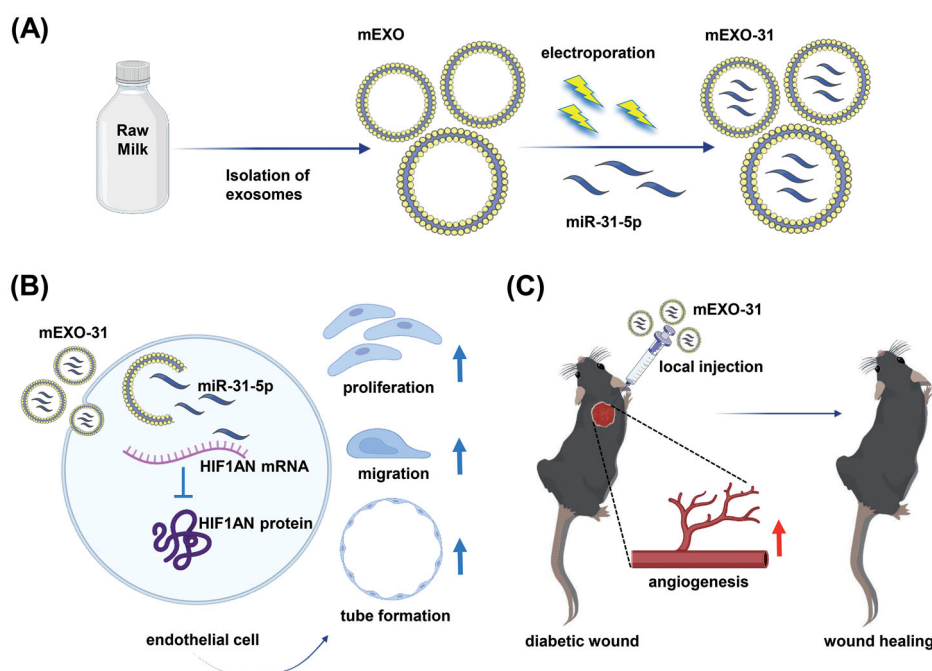 (A)
mEXO
electroporation
mEXO-31
Raw
Milk
Isolation of
exosomes
miR-31-5p
(B)
mEXO-31
miR-31-5p
HIF1AN mRNA
HIF1AN protein
endothelial cell
proliferation
migration
tube formation
(C)
mEXO-31
local injection
angiogenesis
diabetic wound
wound healing